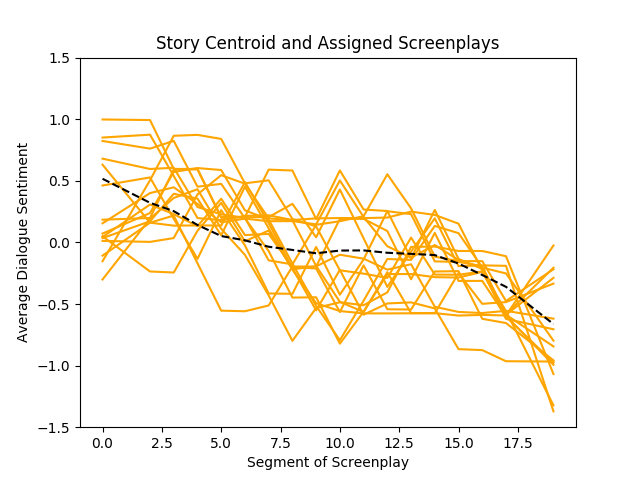 Story Centroid and Assigned Screenplays
Average Dialogue Sentiment
1.5
1.0
0.5
0.0
−0.5
−1.0
−1.5
0.0 2.5 5.0 7.5 10.0 12.5 15.0 17.5
Segment of Screenplay